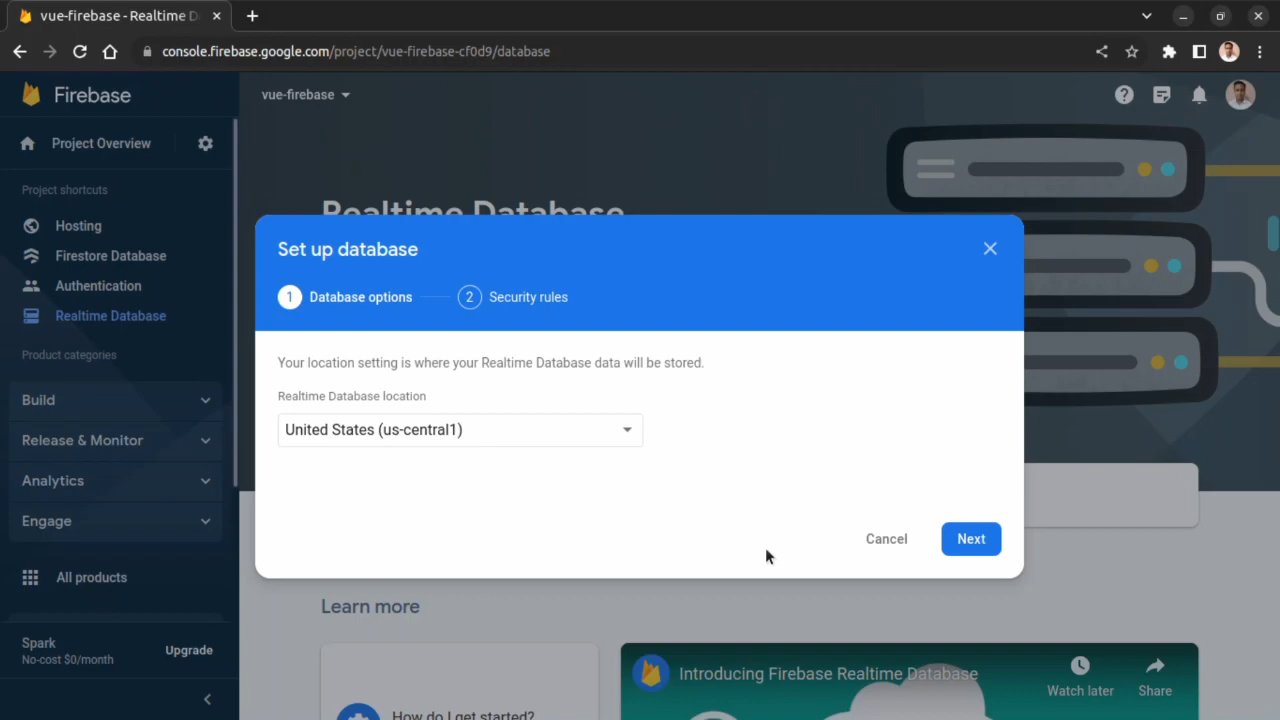 vue-firebase - Realtime D
console.firebase.google.com/project/vue-firebase-cf0d9/database
Firebase
vue-firebase
Project Overview
Project shortcuts
Hosting
Firestore Database
Authentication
Realtime Database
Product categories
Build
Release & Monitor
Analytics
Engage
All products
Spark
No-cost $0/month
Upgrade
Realtime Database
Set up database
1 Database options
2 Security rules
Your location setting is where your Realtime Database data will be stored.
Realtime Database location
United States (us-central1)
Cancel
Next
Learn more
How do I get started?
Introducing Firebase Realtime Database
Watch later
Share